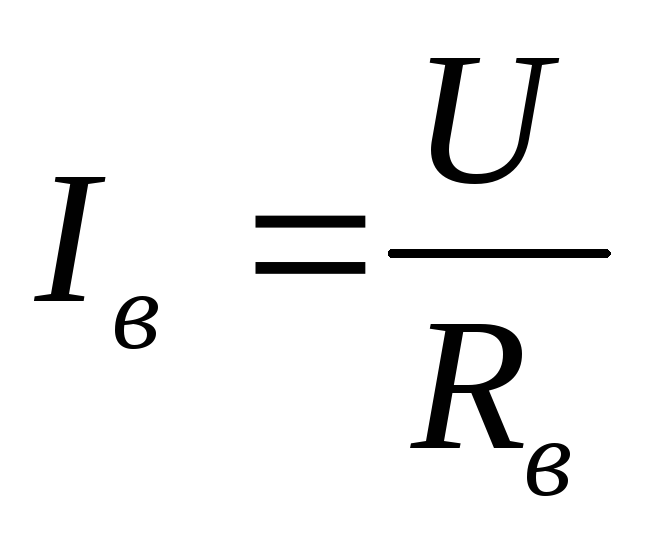 I_в = U / R_в